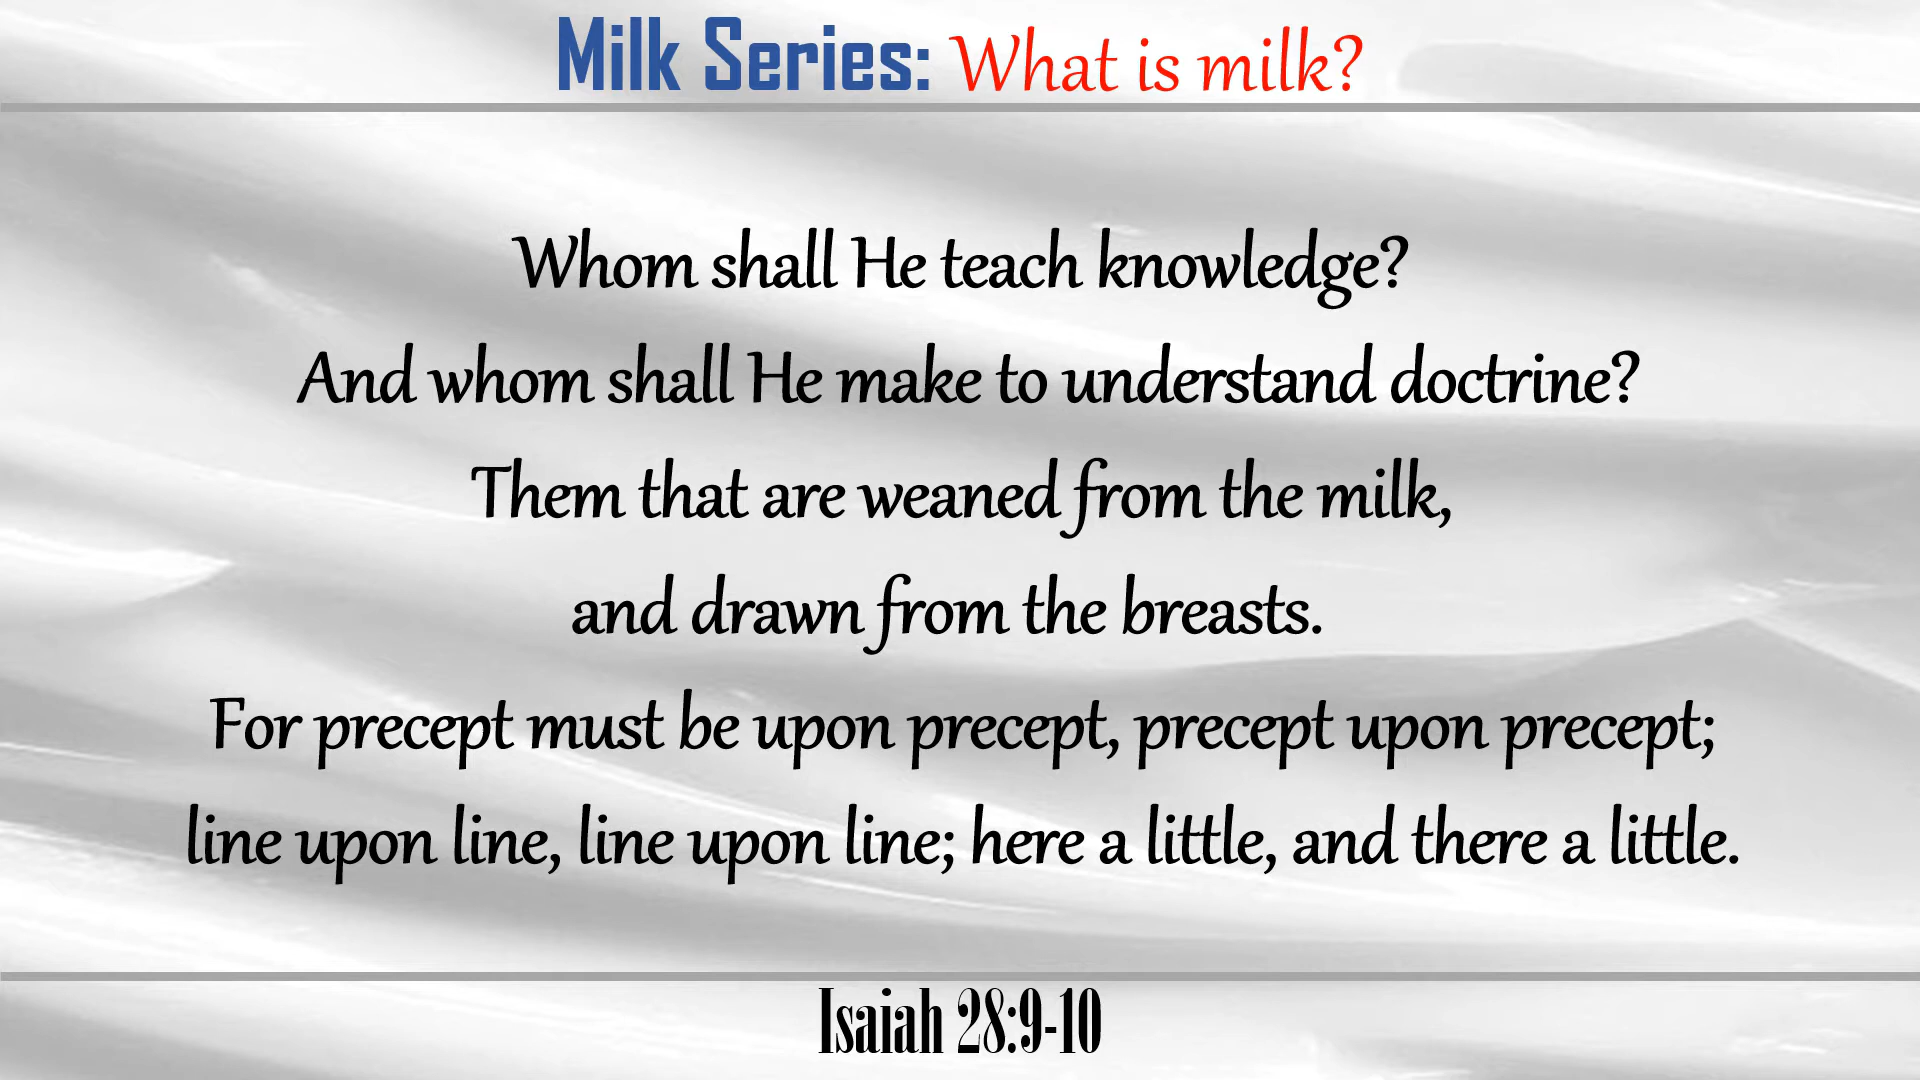 Milk Series: What is milk?
Whom shall He teach knowledge?
And whom shall He make to understand doctrine?
Them that are weaned from the milk,
and drawn from the breasts.
For precept must be upon precept, precept upon precept;
line upon line, line upon line; here a little, and there a little.
Isaiah 28:9-10